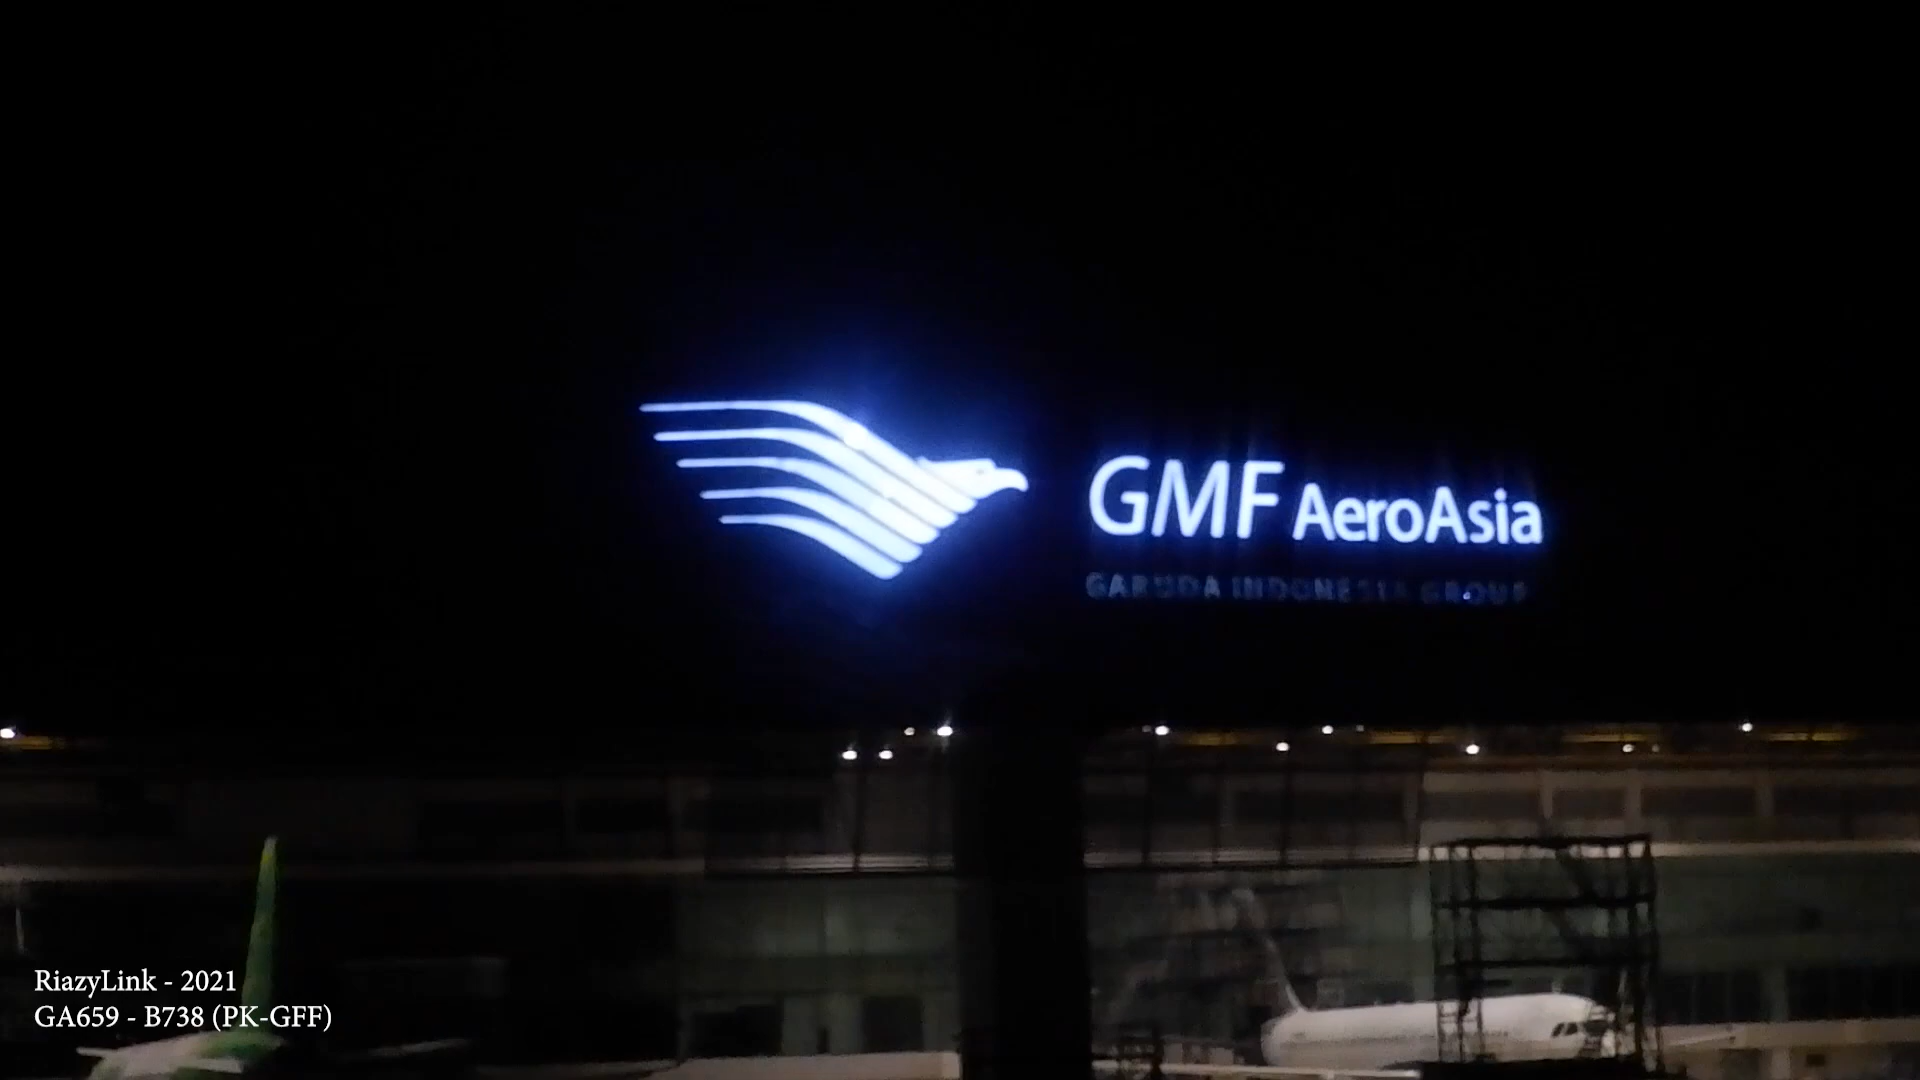 GMF AeroAsia
GARUDA INDONESIA GROUP
RiazyLink - 2021
GA659 - B738 (PK-GFF)